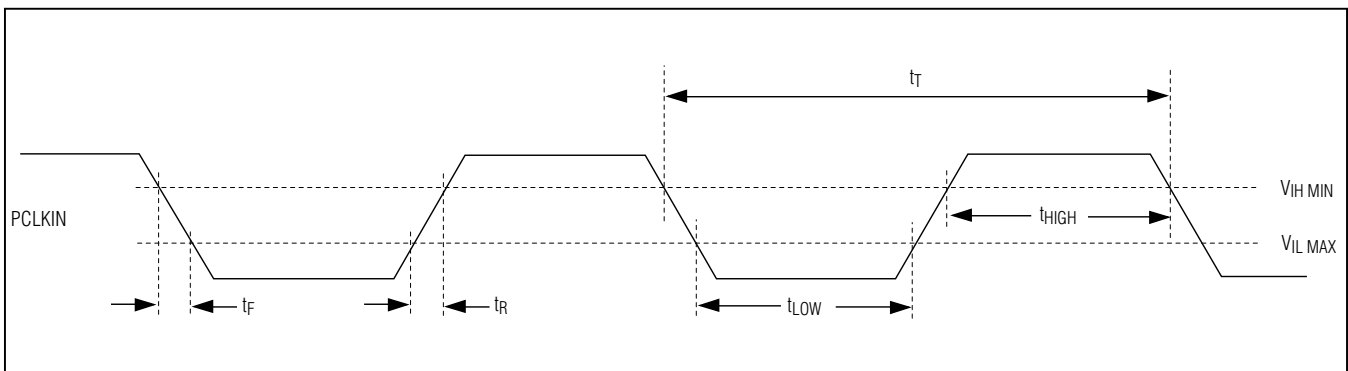 tT
VIH MIN
PCLKIN
tHIGH
VIL MAX
tF
tR
tLOW